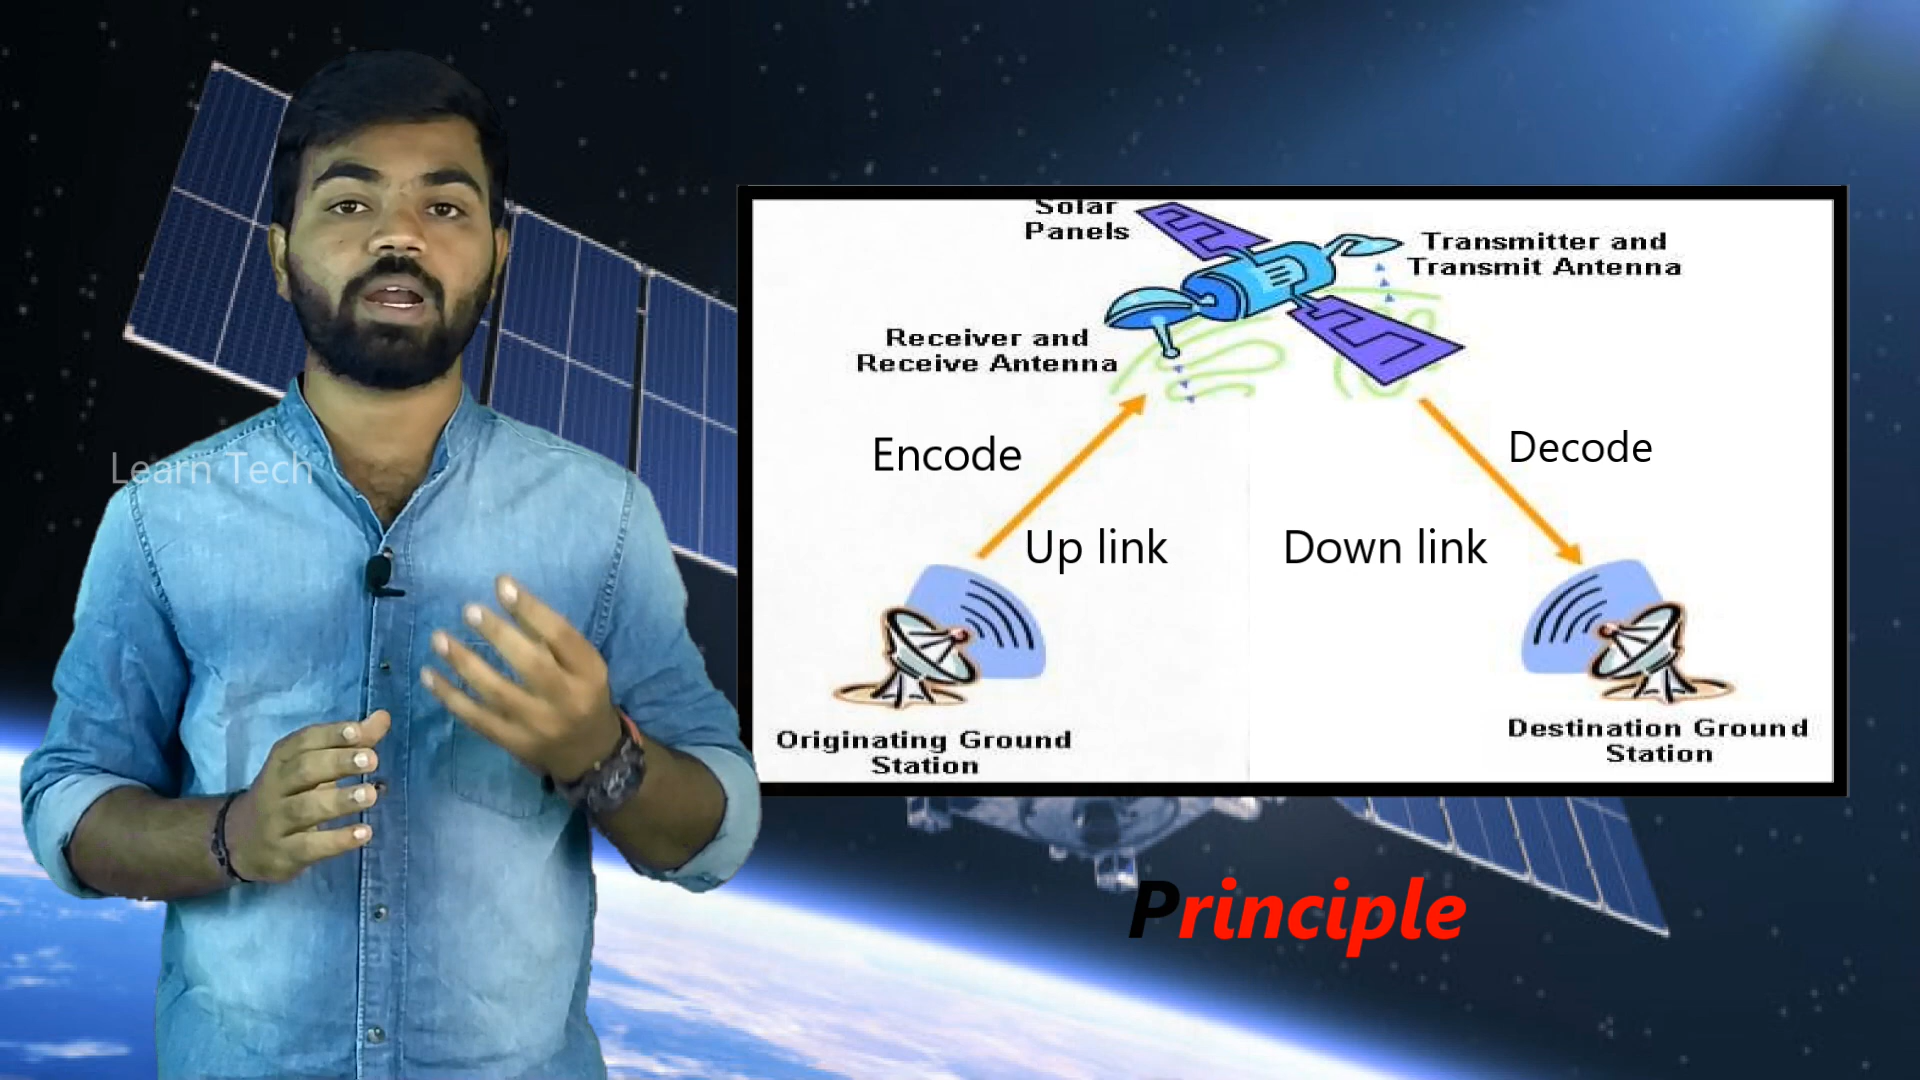 Solar
Panels
Transmitter and
Transmit Antenna
Receiver and
Receive Antenna
Encode
Decode
Learn Tech
Up link
Down link
Originating Ground
Station
Destination Ground
Station
Principle